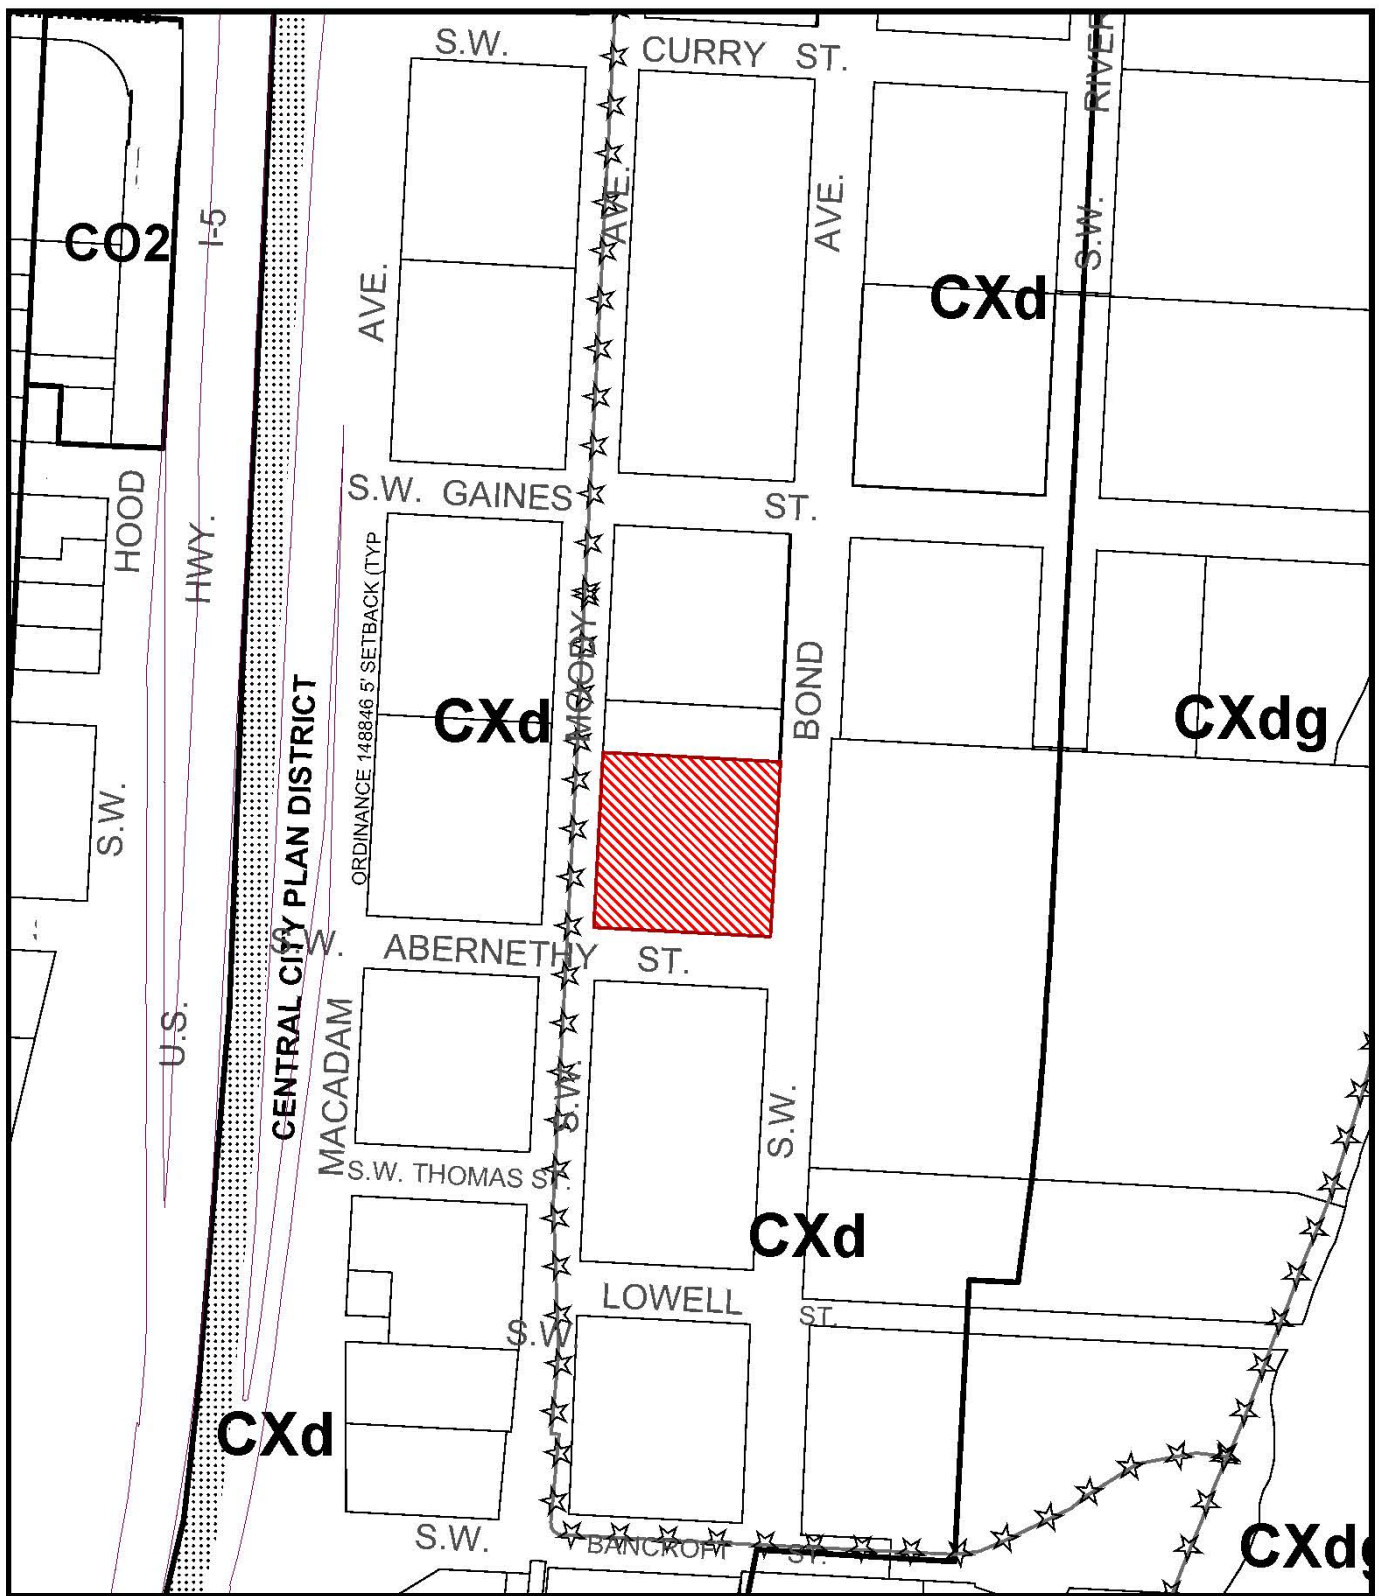 S.W. CURRY ST.
S.W. RIVER
CO2
I-5
AVE.
AVE.
AVE.
CXd
HOOD
HWY.
S.W. GAINES ST.
ORDINANCE 148846 5' SETBACK (TYP
MOODY
BOND
CXd
CXdg
S.W.
CENTRAL CITY PLAN DISTRICT
S.W. ABERNETHY ST.
U.S.
MACADAM
S.W.
S.W.
S.W. THOMAS ST.
CXd
S.W. LOWELL ST.
CXd
S.W. BANCROFT ST.
CXdg